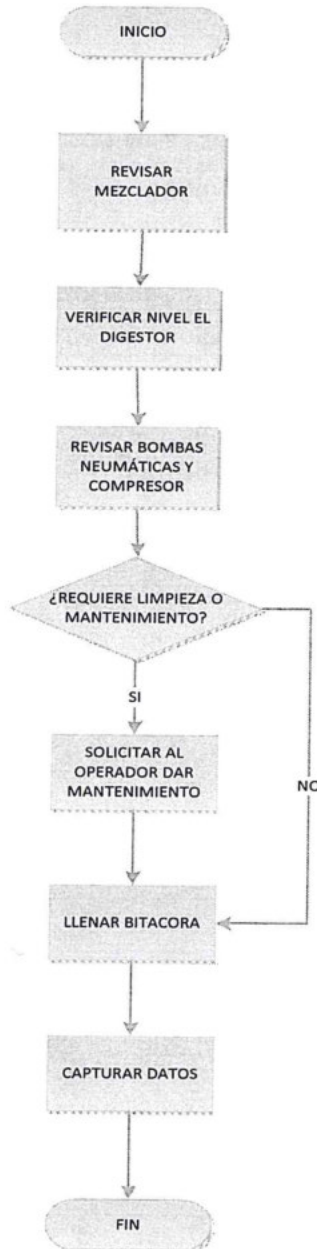 INICIO
REVISAR
MEZCLADOR
VERIFICAR NIVEL EL
DIGESTOR
REVISAR BOMBAS
NEUMÁTICAS Y
COMPRESOR
¿REQUIERE LIMPIEZA O
MANTENIMIENTO?
SI
SOLICITAR AL
OPERADOR DAR
MANTENIMIENTO
NO
LLENAR BITACORA
CAPTURAR DATOS
FIN